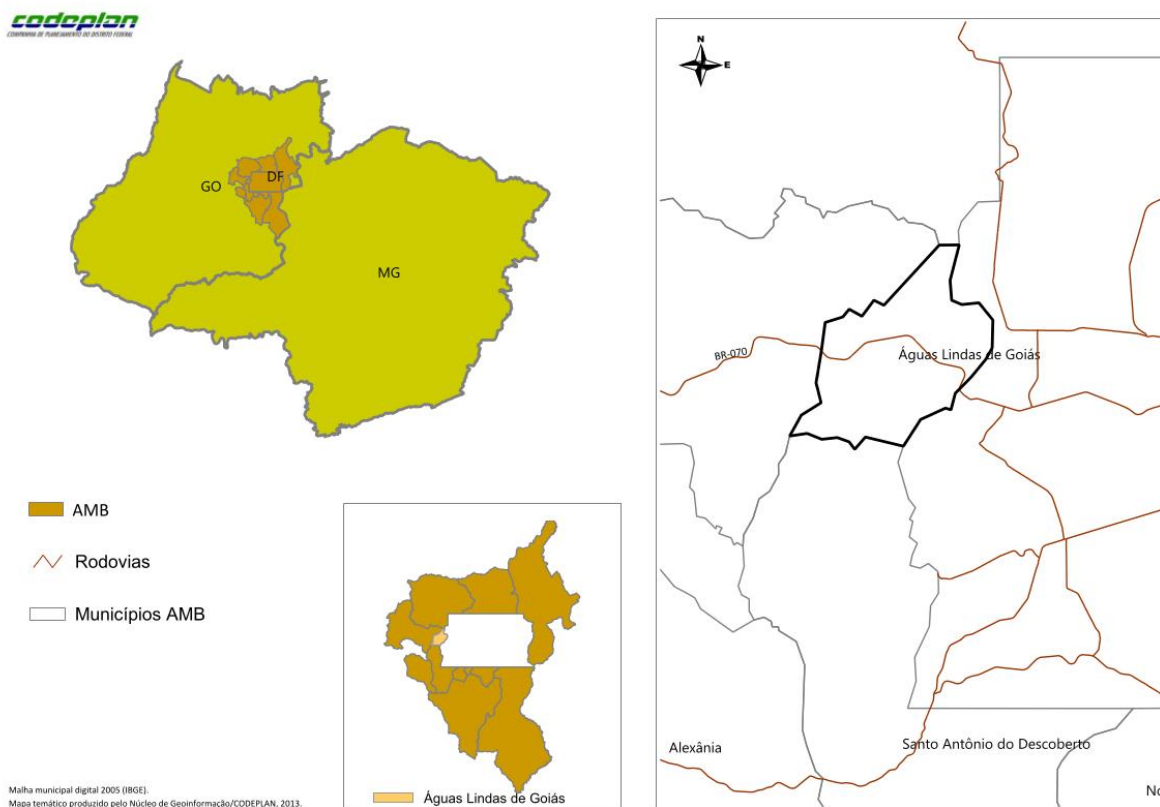 codeplan
COMPANHIA DE PLANEJAMENTO DO DISTRITO FEDERAL
GO
DF
MG
AMB
Rodovias
Municípios AMB
Águas Lindas de Goiás
Malha municipal digital 2005 (IBGE).
Mapa temático produzido pelo Núcleo de Geoinformação/CODEPLAN, 2013.
N
E
BR-070
Águas Lindas de Goiás
Alexânia
Santo Antônio do Descoberto
No